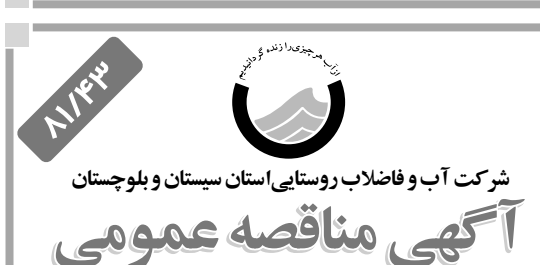 ۸۱/۴۳
از آب هر چیزی را زنده گردانیدیم
شرکت آب و فاضلاب روستایی استان سیستان و بلوچستان
آگهی مناقصه عمومی